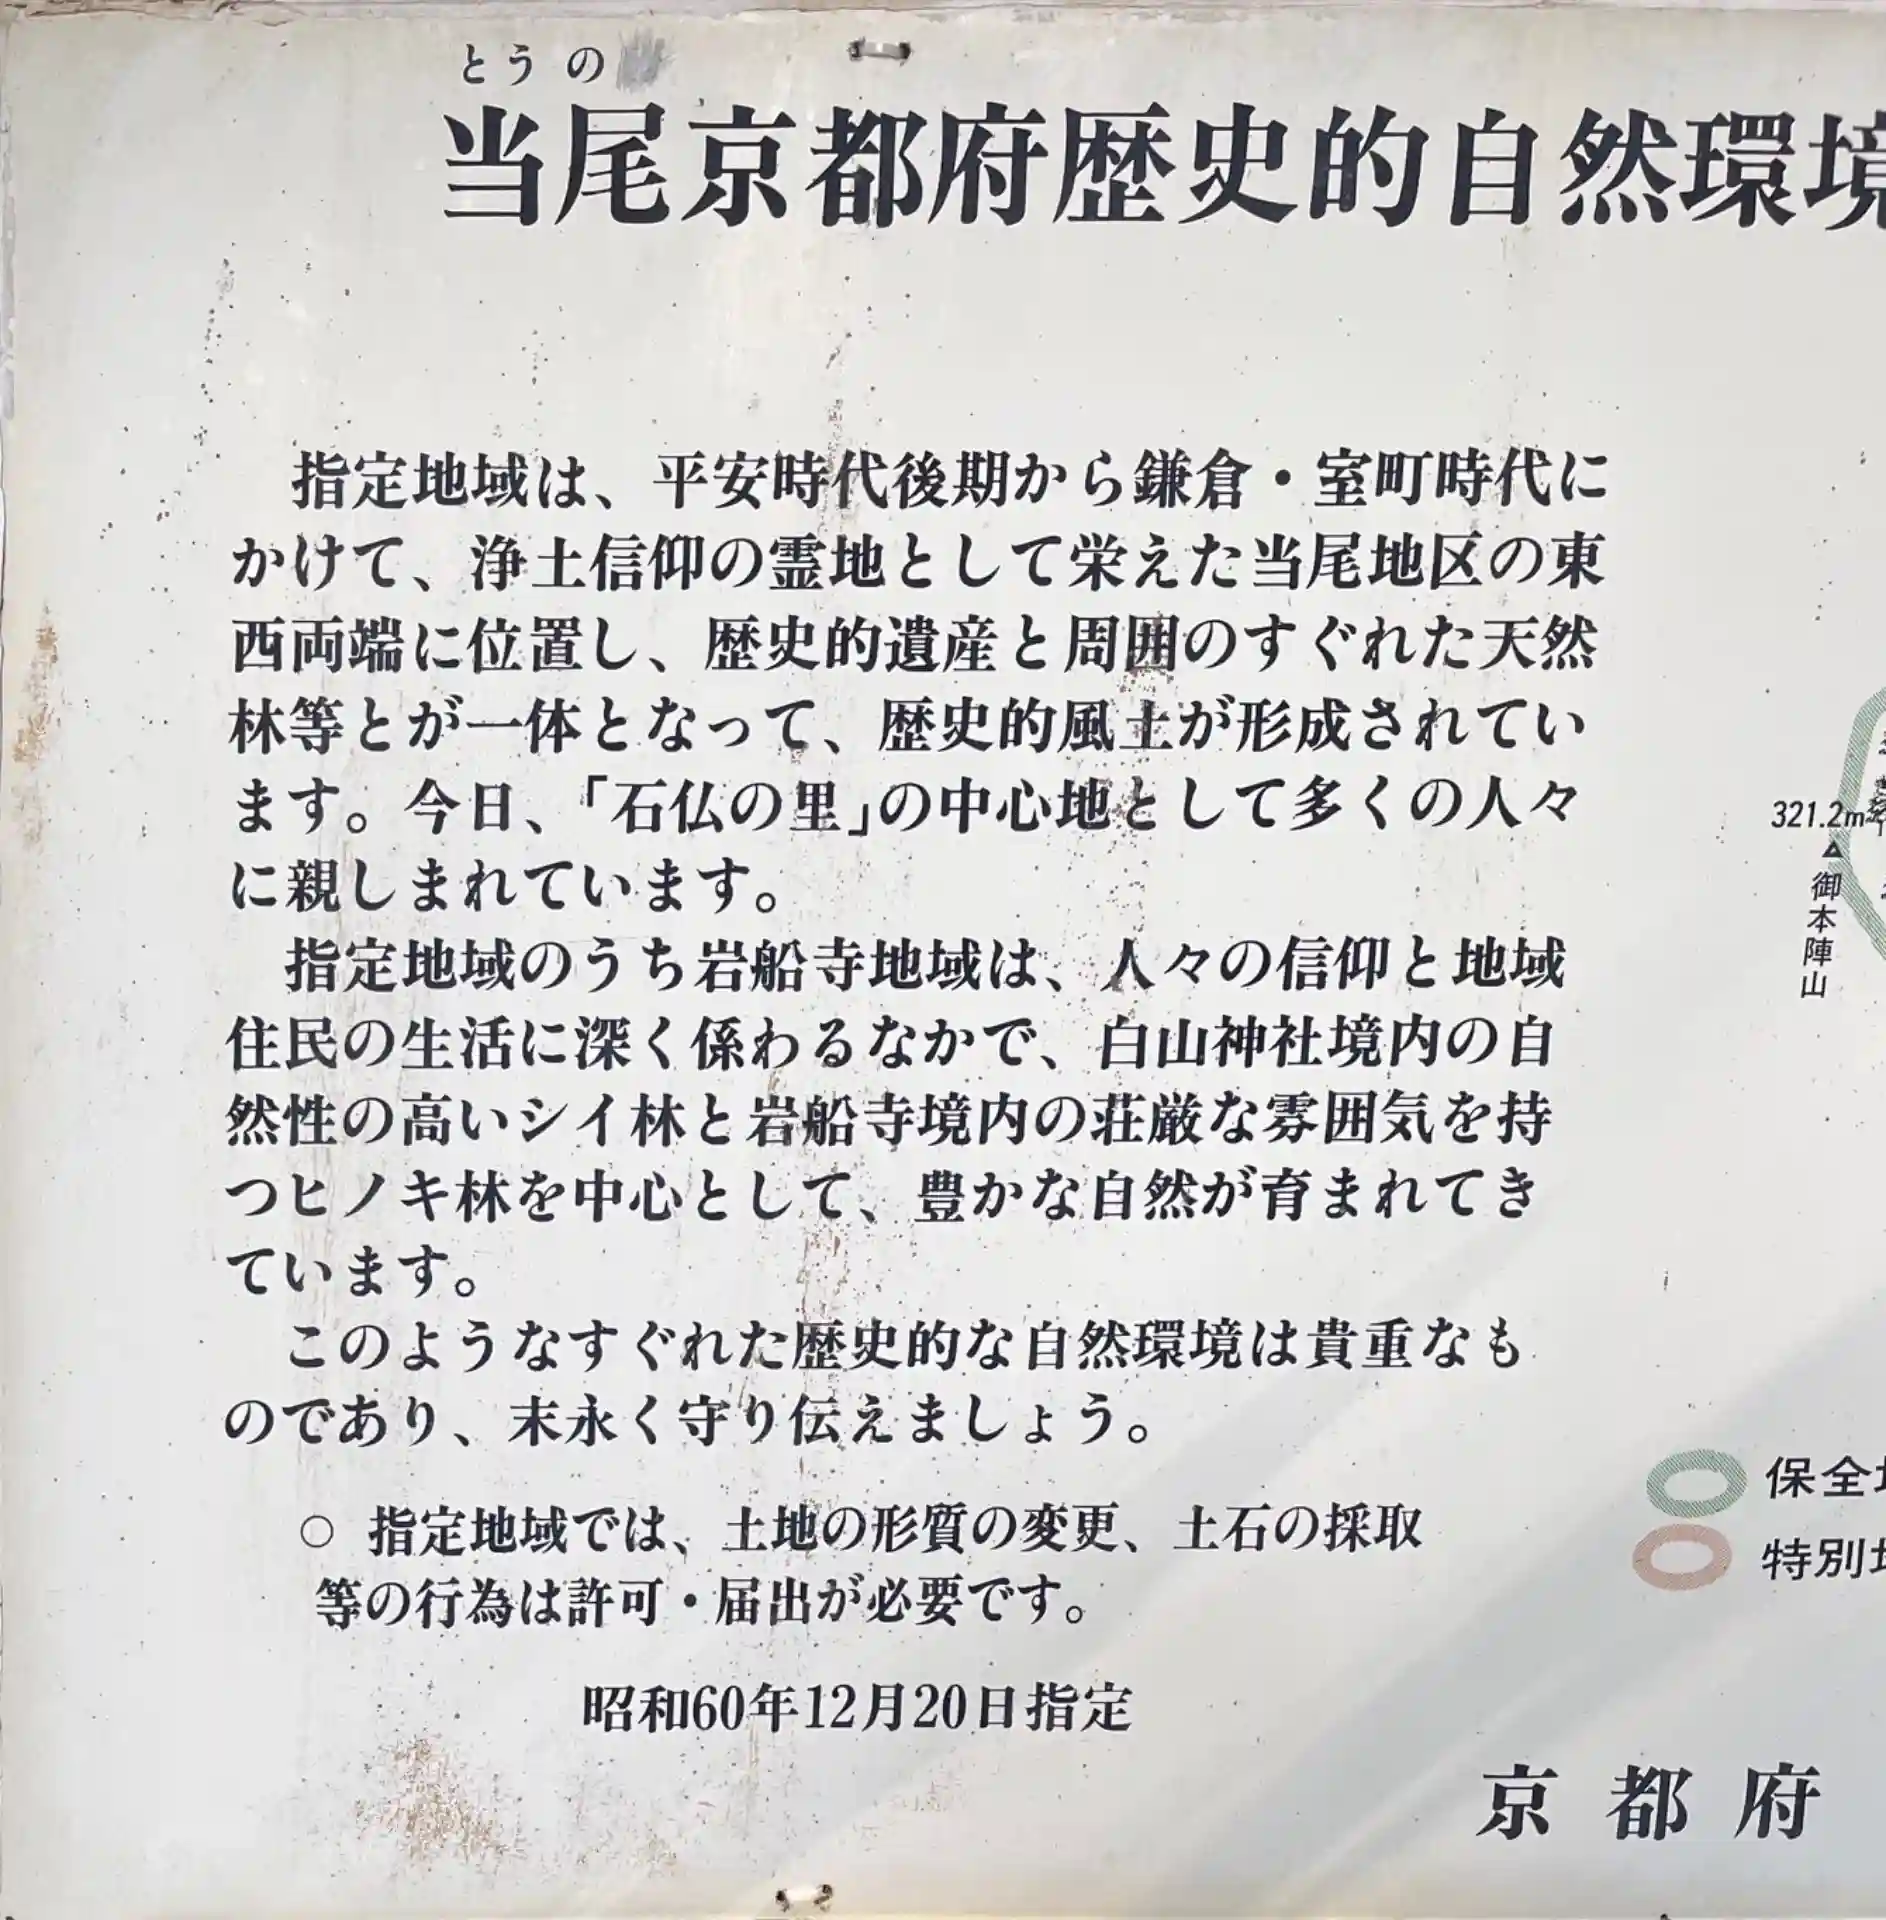 とうの
当尾京都府歴史的自然環境
指定地域は、平安時代後期から鎌倉・室町時代に
かけて、浄土信仰の霊地として栄えた当尾地区の東
西両端に位置し、歴史的遺産と周囲のすぐれた天然
林等とが一体となって、歴史的風土が形成されてい
ます。今日、「石仏の里」の中心地として多くの人々
に親しまれています。
指定地域のうち岩船寺地域は、人々の信仰と地域
住民の生活に深く係わるなかで、白山神社境内の自
然性の高いシイ林と岩船寺境内の荘厳な雰囲気を持
つヒノキ林を中心として、豊かな自然が育まれてき
ています。
このようなすぐれた歴史的な自然環境は貴重なも
のであり、末永く守り伝えましょう。
○ 指定地域では、土地の形質の変更、土石の採取
等の行為は許可・届出が必要です。
昭和60年12月20日指定
京都府
321.2m
御本陣山
保全
特別